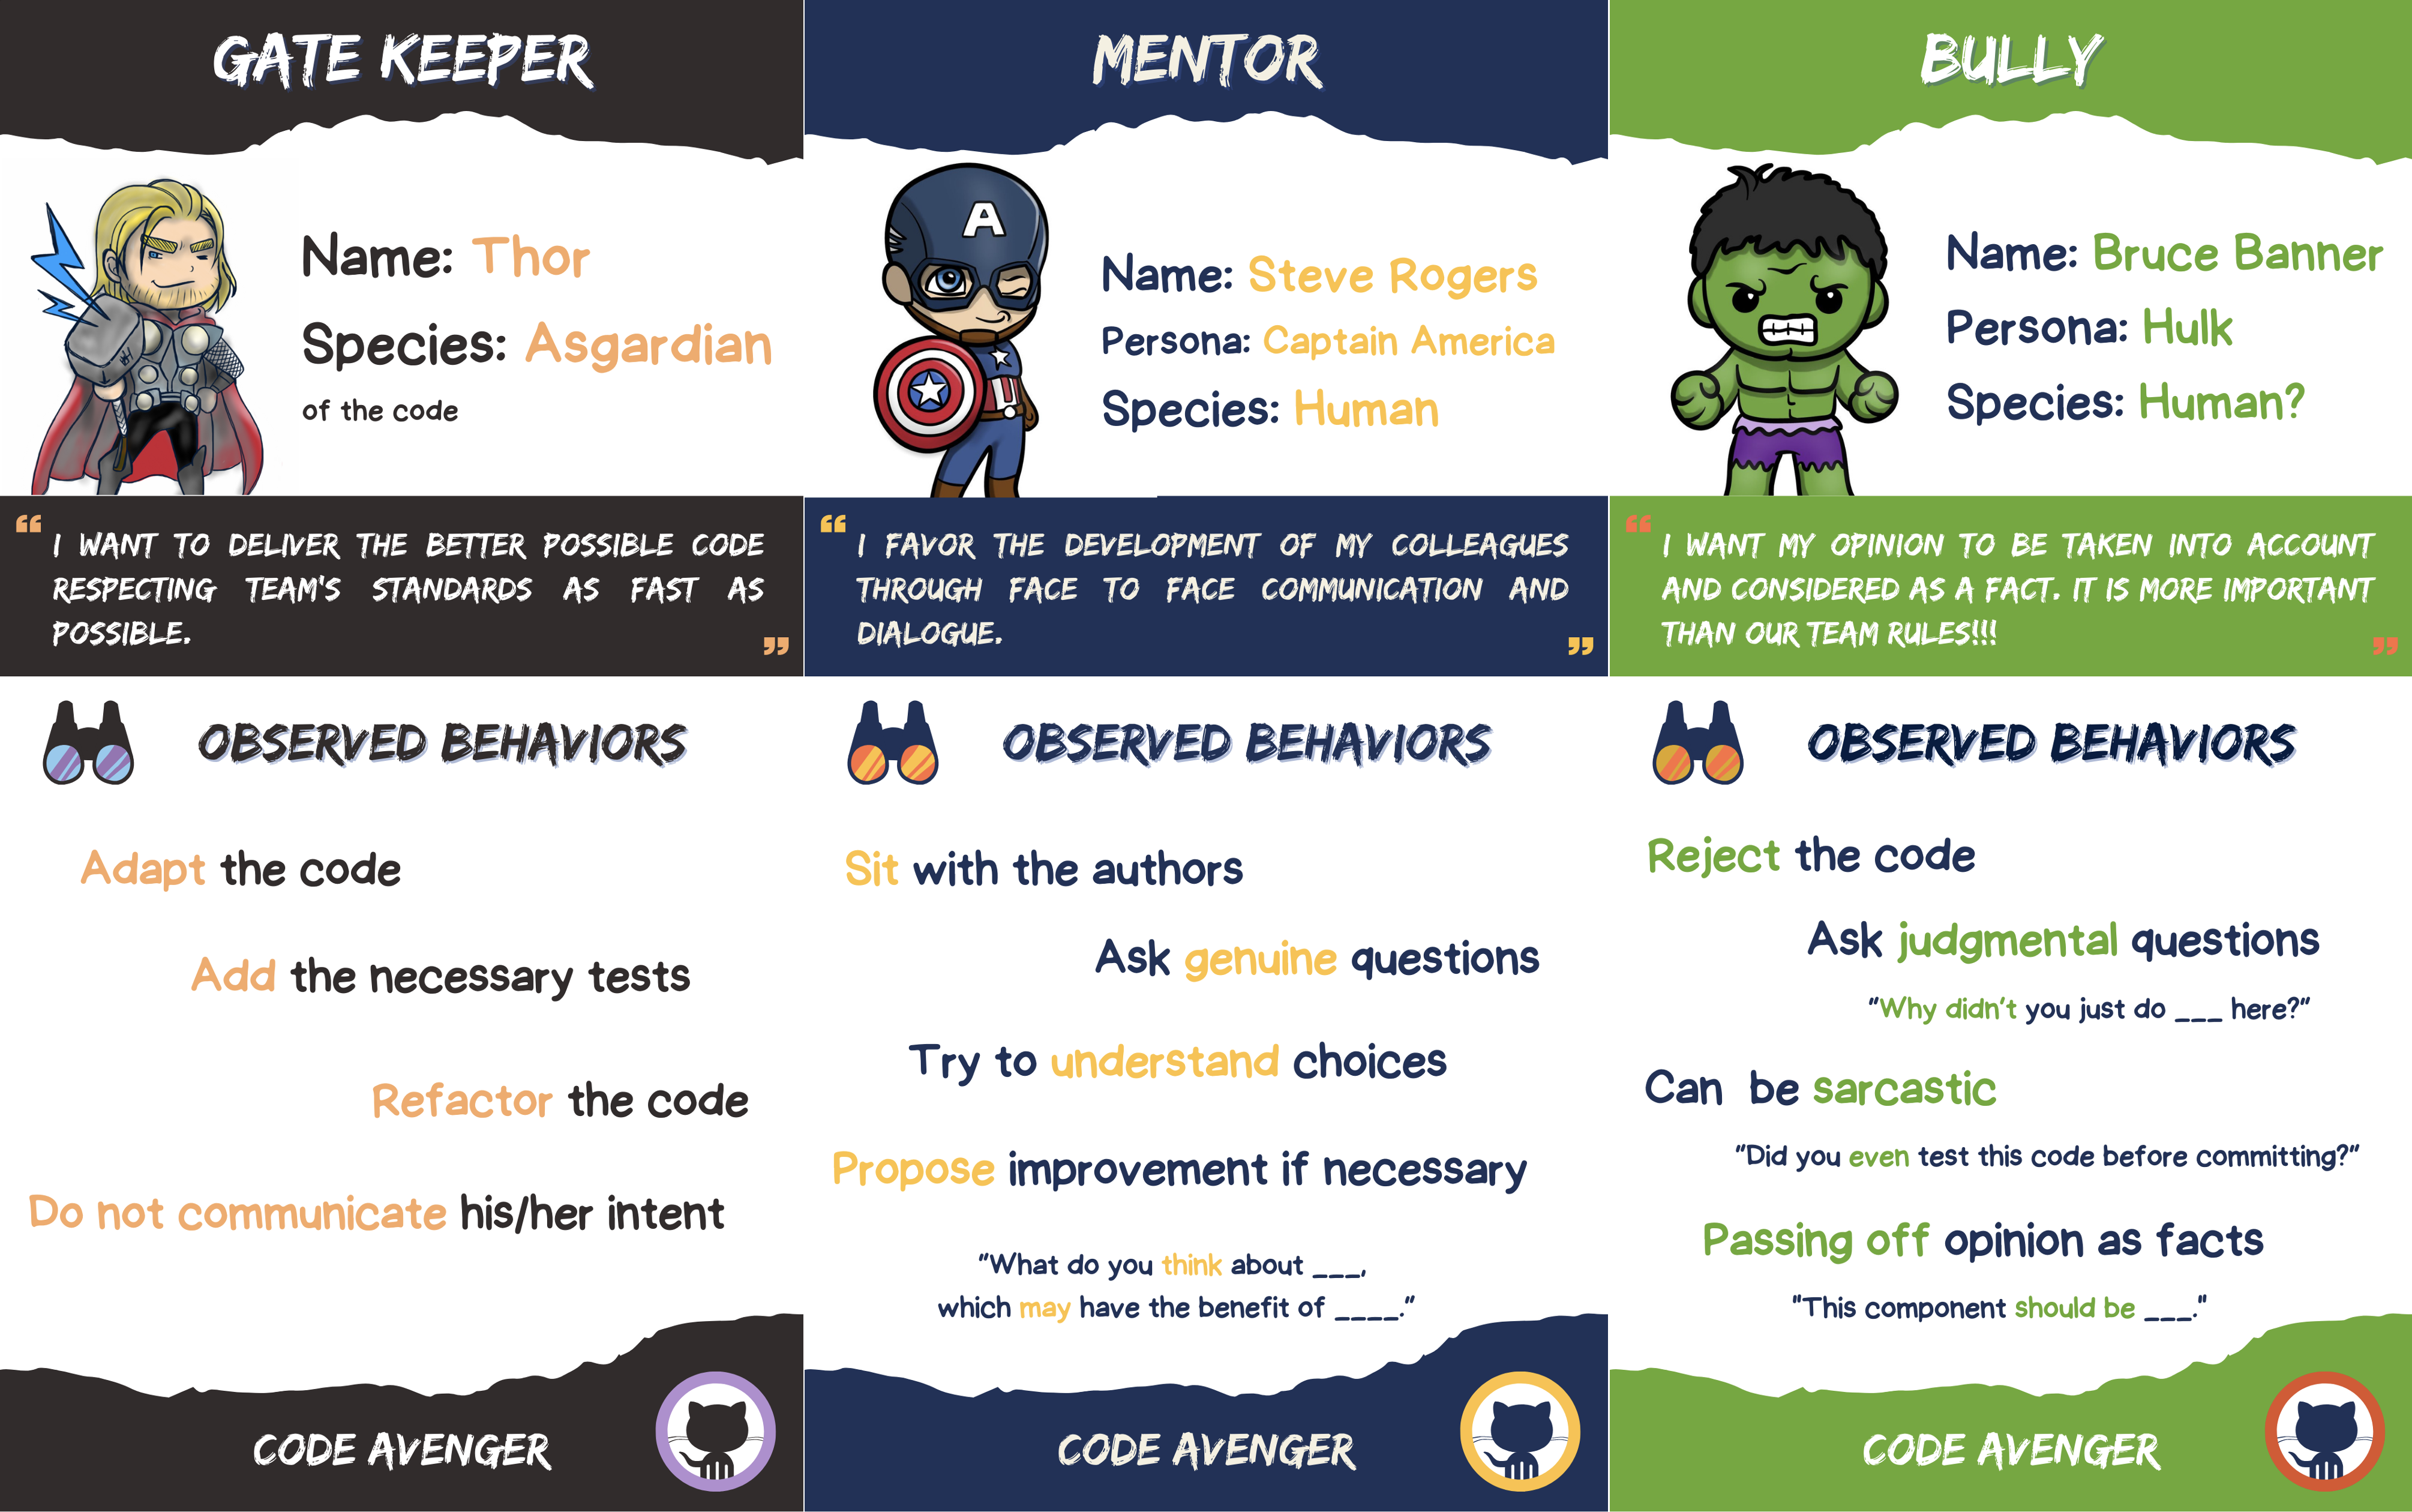 GATE KEEPER
Name: Thor
Species: Asgardian
of the code
I WANT TO DELIVER THE BETTER POSSIBLE CODE
RESPECTING TEAM'S STANDARDS AS FAST AS
POSSIBLE.
OBSERVED BEHAVIORS
Adapt the code
Add the necessary tests
Refactor the code
Do not communicate his/her intent
CODE AVENGER
MENTOR
A
Name: Steve Rogers
Persona: Captain America
Species: Human
I FAVOR THE DEVELOPMENT OF MY COLLEAGUES
THROUGH FACE TO FACE COMMUNICATION AND
DIALOGUE.
OBSERVED BEHAVIORS
Sit with the authors
Ask genuine questions
Try to understand choices
Propose improvement if necessary
"What do you think about ___,
which may have the benefit of ____."
CODE AVENGER
BULLY
Name: Bruce Banner
Persona: Hulk
Species: Human?
I WANT MY OPINION TO BE TAKEN INTO ACCOUNT
AND CONSIDERED AS A FACT. IT IS MORE IMPORTANT
THAN OUR TEAM RULES!!!
OBSERVED BEHAVIORS
Reject the code
Ask judgmental questions
"Why didn't you just do ___ here?"
Can be sarcastic
"Did you even test this code before committing?"
Passing off opinion as facts
"This component should be ___."
CODE AVENGER